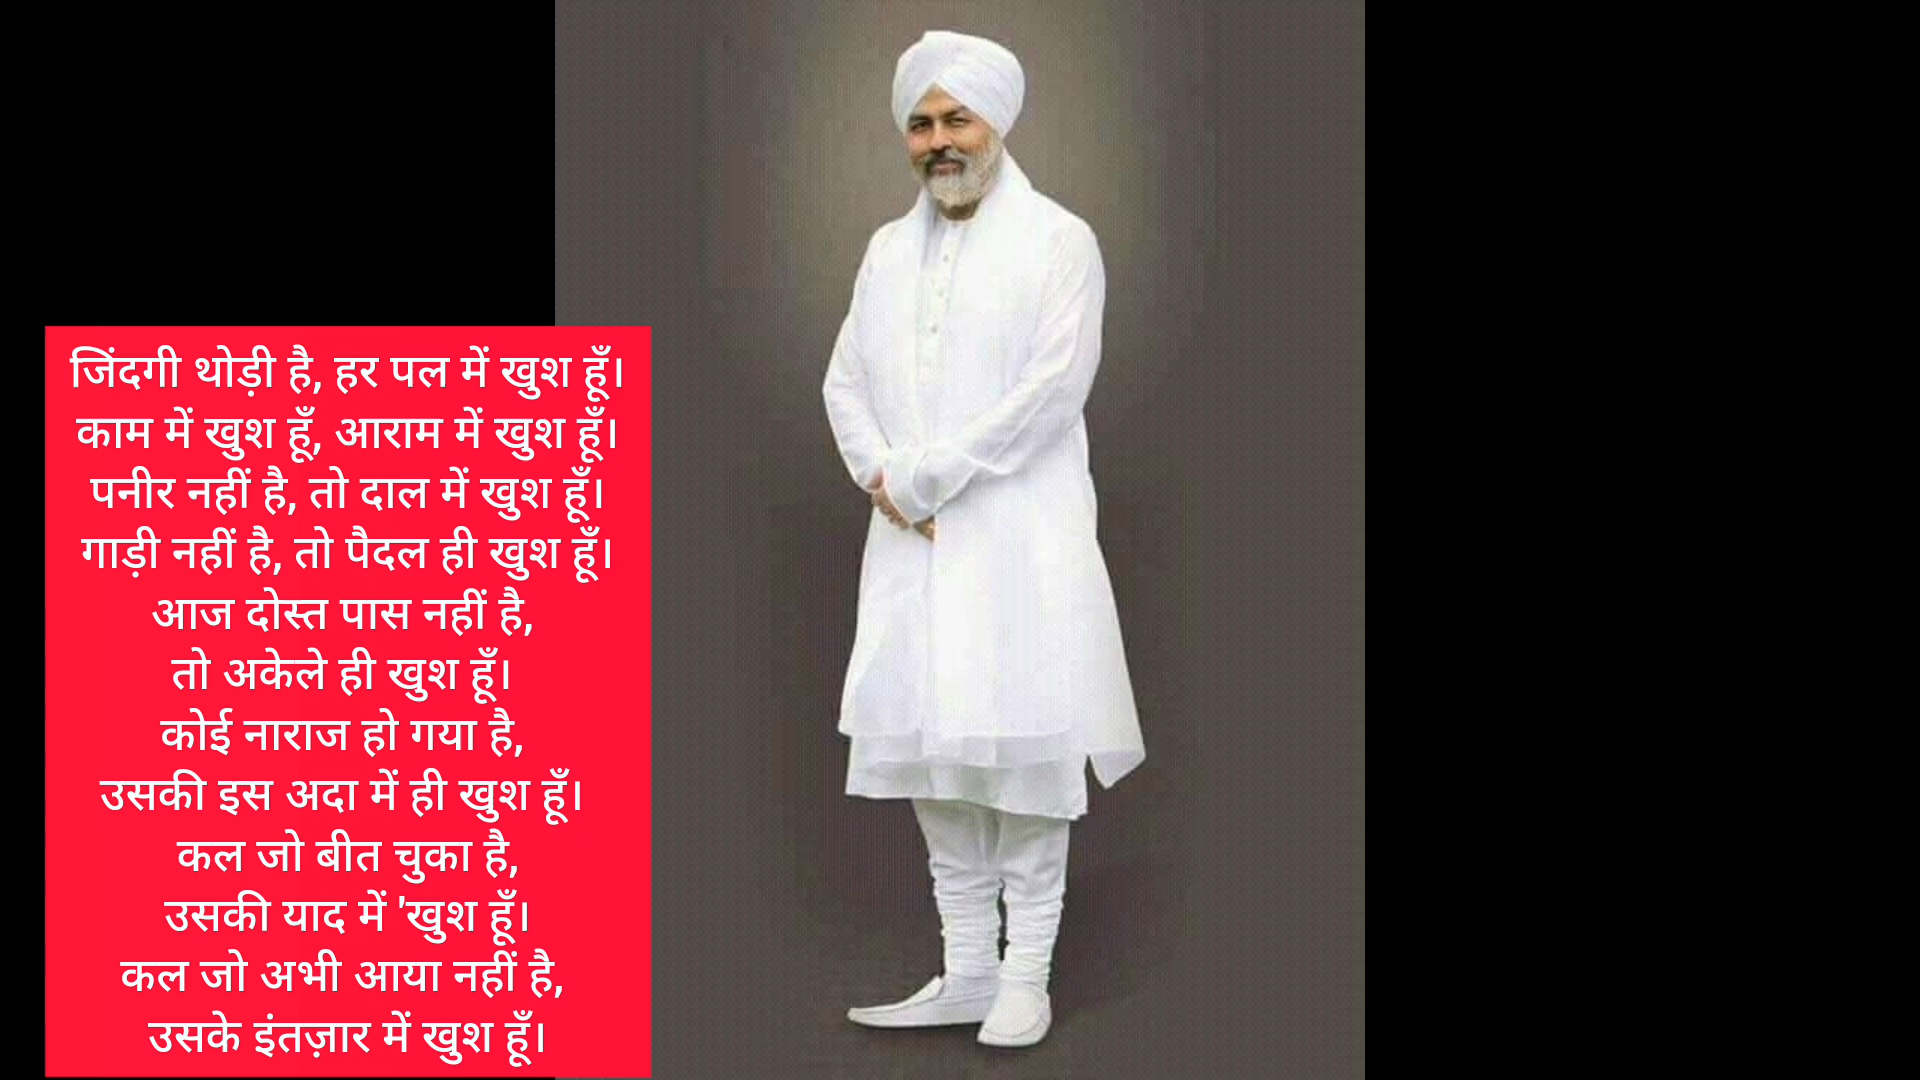 जिंदगी थोड़ी है, हर पल में खुश हूँ।
काम में खुश हूँ, आराम में खुश हूँ।
पनीर नहीं है, तो दाल में खुश हूँ।
गाड़ी नहीं है, तो पैदल ही खुश हूँ।
आज दोस्त पास नहीं है,
तो अकेले ही खुश हूँ।
कोई नाराज हो गया है,
उसकी इस अदा में ही खुश हूँ।
कल जो बीत चुका है,
उसकी याद में 'खुश हूँ।
कल जो अभी आया नहीं है,
उसके इंतज़ार में खुश हूँ।